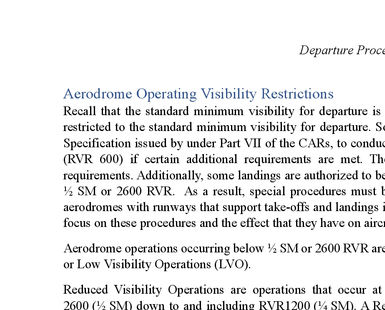 Departure Proce
Aerodrome Operating Visibility Restrictions
Recall that the standard minimum visibility for departure is
restricted to the standard minimum visibility for departure. So
Specification issued by under Part VII of the CARs, to conduc
(RVR 600) if certain additional requirements are met. The
requirements. Additionally, some landings are authorized to be
½ SM or 2600 RVR. As a result, special procedures must b
aerodromes with runways that support take-offs and landings i
focus on these procedures and the effect that they have on airc
Aerodrome operations occurring below ½ SM or 2600 RVR are
or Low Visibility Operations (LVO).
Reduced Visibility Operations are operations that occur at
2600 (½ SM) down to and including RVR1200 (¼ SM). A Re